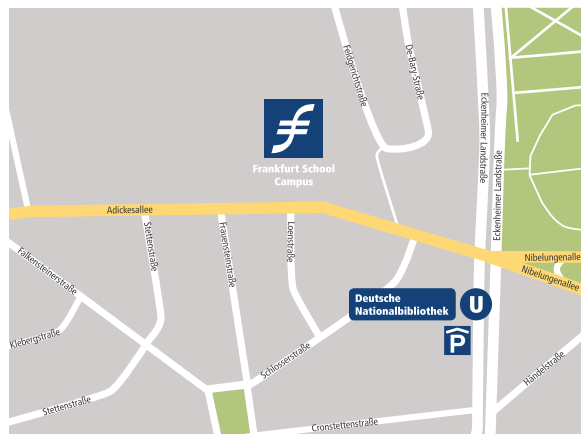 Feldgerichtstraße
De-Bary-Straße
Eckenheimer Landstraße
Eckenheimer Landstraße
Frankfurt School
Campus
Adickesallee
Stettenstraße
Frauensteinstraße
Loenstraße
Falkensteinerstraße
Nibelungenallee
Nibelungenallee
Deutsche
Nationalbibliothek
U
P
Klebergstraße
Schlosserstraße
Händelstraße
Stettenstraße
Cronstettenstraße